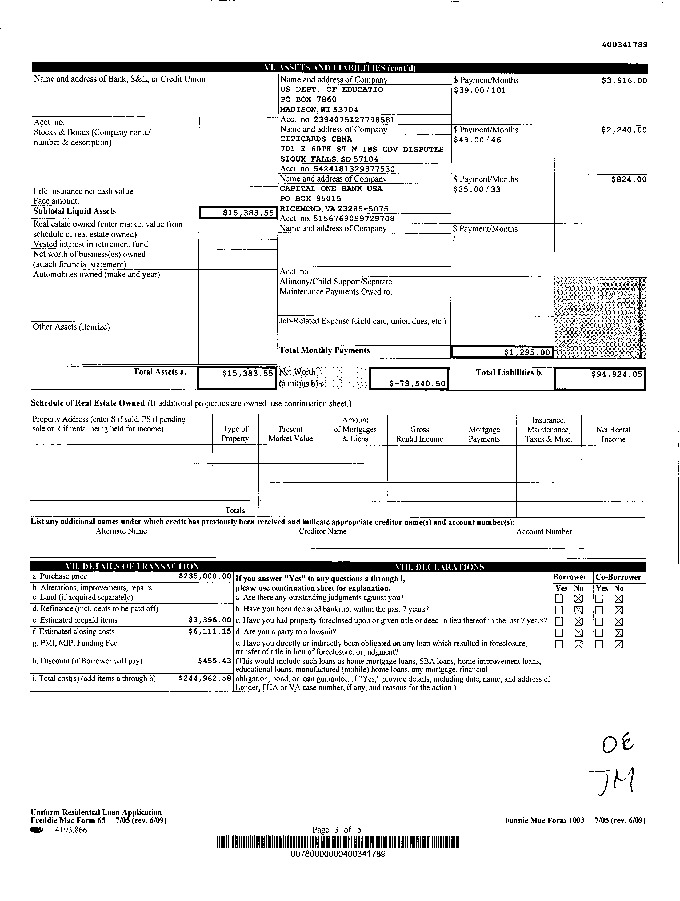 400341789
VI. ASSETS AND LIABILITIES (cont'd)
Name and address of Bank, S&L, or Credit Union
Name and address of Company
$ Payment/Months
$3,916.00
US DEPT. OF EDUCATIO
$39.00/101
PO BOX 7860
MADISON, WI 53704
Acct. no.
Acct. no.
Stocks & Bonds (Company name/
number & description)
Name and address of Company
$ Payment/Months
$2,240.00
CITICARDS CBNA
701 E 60TH ST N IBS CDV DISPUTES
SIOUX FALLS, SD 57104
Acct. no.
Name and address of Company
$ Payment/Months
$824.00
CAPITAL ONE BANK USA
$25.00/33
PO BOX 85015
RICHMOND, VA 23285-5075
Acct. no.
Life insurance net cash value
Face amount:
Subtotal Liquid Assets
$15,383.55
Real estate owned (enter market value from
schedule of real estate owned)
Name and address of Company
$ Payment/Months
/
Vested interest in retirement fund
Net worth of business(es) owned
(attach financial statement)
Acct. no.
Automobiles owned (make and year)
Alimony/Child Support/Separate
Maintenance Payments Owed to:
Other Assets (itemize)
Job-Related Expense (child care, union dues, etc.)
Total Monthly Payments
$1,295.00
Total Assets a.
$15,383.55
Net Worth
(a minus b)
$-79,540.50
Total Liabilities b.
$94,924.05
Schedule of Real Estate Owned (If additional properties are owned, use continuation sheet.)
Property Address (enter S if sold, PS if pending
sale or R if rental being held for income)
Type of
Property
Present
Market Value
Amount
of Mortgages
& Liens
Gross
Rental Income
Mortgage
Payments
Insurance,
Maintenance,
Taxes & Misc.
Net Rental
Income
Totals
List any additional names under which credit has previously been received and indicate appropriate creditor name(s) and account number(s):
Alternate Name
Creditor Name
Account Number
VII. DETAILS OF TRANSACTION
VIII. DECLARATIONS
a. Purchase price
$235,000.00
b. Alterations, improvements, repairs
c. Land (if acquired separately)
d. Refinance (incl. debts to be paid off)
e. Estimated prepaid items
$3,396.00
f. Estimated closing costs
$6,111.15
g. PMI, MIP, Funding Fee
h. Discount (if Borrower will pay)
$455.43
i. Total costs (add items a through h)
$244,962.58
If you answer "Yes" to any questions a through i,
please use continuation sheet for explanation.
Borrower
Co-Borrower
Yes No
Yes No
a. Are there any outstanding judgments against you?
b. Have you been declared bankrupt within the past 7 years?
c. Have you had property foreclosed upon or given title or deed in lieu thereof in the last 7 years?
d. Are you a party to a lawsuit?
e. Have you directly or indirectly been obligated on any loan which resulted in foreclosure,
transfer of title in lieu of foreclosure, or judgment?
(This would include such loans as home mortgage loans, SBA loans, home improvement loans,
educational loans, manufactured (mobile) home loans, any mortgage, financial
obligation, bond, or loan guarantee. If "Yes," provide details, including date, name, and address of
Lender, FHA or VA case number, if any, and reasons for the action.)
OE
JM
Uniform Residential Loan Application
Freddie Mac Form 65 7/05 (rev. 6/09)
Page 3 of 5
Fannie Mae Form 1003 7/05 (rev. 6/09)